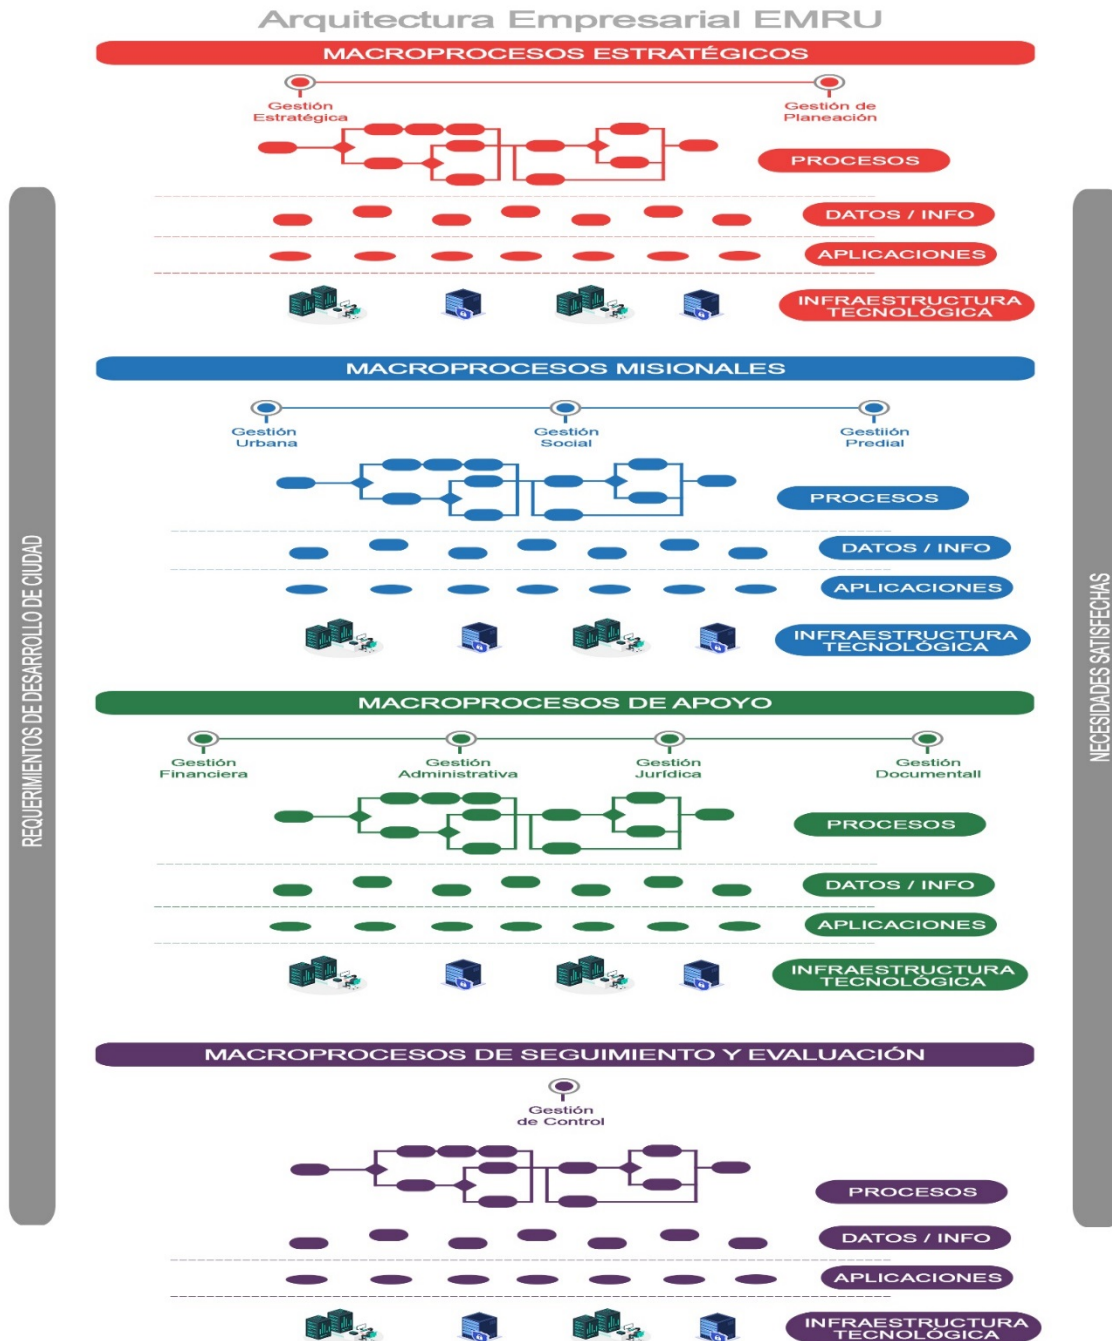 Arquitectura Empresarial EMRU
MACROPROCESOS ESTRATÉGICOS
Gestión
Estratégica
Gestión de
Planeación
PROCESOS
DATOS / INFO
APLICACIONES
INFRAESTRUCTURA
TECNOLÓGICA
MACROPROCESOS MISIONALES
Gestión
Urbana
Gestión
Social
Gestiión
Predial
PROCESOS
DATOS / INFO
APLICACIONES
INFRAESTRUCTURA
TECNOLÓGICA
MACROPROCESOS DE APOYO
Gestión
Financiera
Gestión
Administrativa
Gestión
Jurídica
Gestión
Documentall
PROCESOS
DATOS / INFO
APLICACIONES
INFRAESTRUCTURA
TECNOLÓGICA
MACROPROCESOS DE SEGUIMIENTO Y EVALUACIÓN
Gestión
de Control
PROCESOS
DATOS / INFO
APLICACIONES
INFRAESTRUCTURA
TECNOLÓGICA
REQUERIMIENTOS DE DESARROLLO DE CIUDAD
NECESIDADES SATISFECHAS